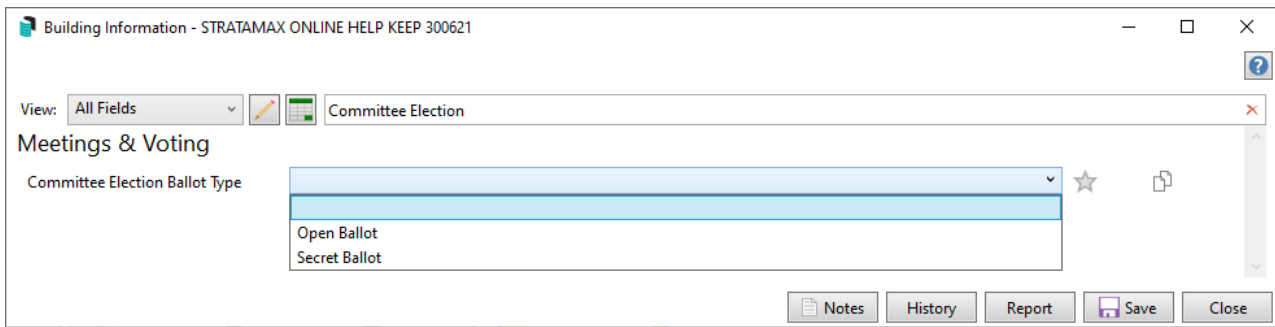 Building Information - STRATAMAX ONLINE HELP KEEP 300621
View: All Fields Committee Election
Meetings & Voting
Committee Election Ballot Type
Open Ballot
Secret Ballot
Notes History Report Save Close